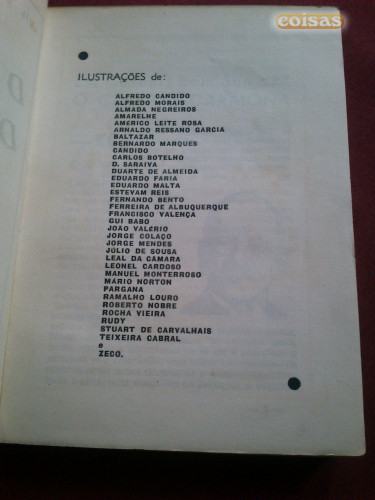 coisas
ILUSTRAÇÕES de:
ALFREDO CANDIDO
ALFREDO MORAIS
ALMADA NEGREIROS
AMARELHE
AMÉRICO LEITE ROSA
ARNALDO RESSANO GARCIA
BALTAZAR
BERNARDO MARQUES
CANDIDO
CARLOS BOTELHO
D. SARAIVA
DUARTE DE ALMEIDA
EDUARDO FARIA
EDUARDO MALTA
ESTEVAM REIS
FERNANDO BENTO
FERREIRA DE ALBUQUERQUE
FRANCISCO VALENÇA
GUI BABO
JOÃO VALÉRIO
JORGE COLAÇO
JORGE MENDES
JÚLIO DE SOUSA
LEAL DA CAMARA
LEONEL CARDOSO
MANUEL MONTERROSO
MÁRIO NORTON
PARGANA
RAMALHO LOURO
ROBERTO NOBRE
ROCHA VIEIRA
RUDY
STUART DE CARVALHAIS
TEIXEIRA CABRAL
e
ZECO.